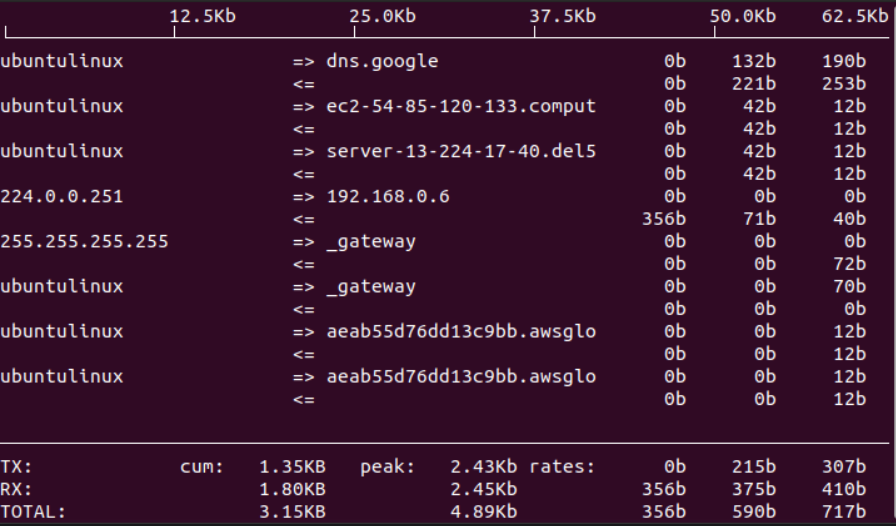 12.5Kb 25.0Kb 37.5Kb 50.0Kb 62.5Kb
ubuntulinux => dns.google 0b 132b 190b
<= 0b 221b 253b
ubuntulinux => ec2-54-85-120-133.comput 0b 42b 12b
<= 0b 42b 12b
ubuntulinux => server-13-224-17-40.del5 0b 42b 12b
<= 0b 42b 12b
224.0.0.251 => 192.168.0.6 0b 0b 0b
<= 356b 71b 40b
255.255.255.255 => _gateway 0b 0b 0b
<= 0b 0b 72b
ubuntulinux => _gateway 0b 0b 70b
<= 0b 0b 0b
ubuntulinux => aeab55d76dd13c9bb.awsglo 0b 0b 12b
<= 0b 0b 12b
ubuntulinux => aeab55d76dd13c9bb.awsglo 0b 0b 12b
<= 0b 0b 12b
TX: cum: 1.35KB peak: 2.43Kb rates: 0b 215b 307b
RX: 1.80KB 2.45Kb 356b 375b 410b
TOTAL: 3.15KB 4.89Kb 356b 590b 717b